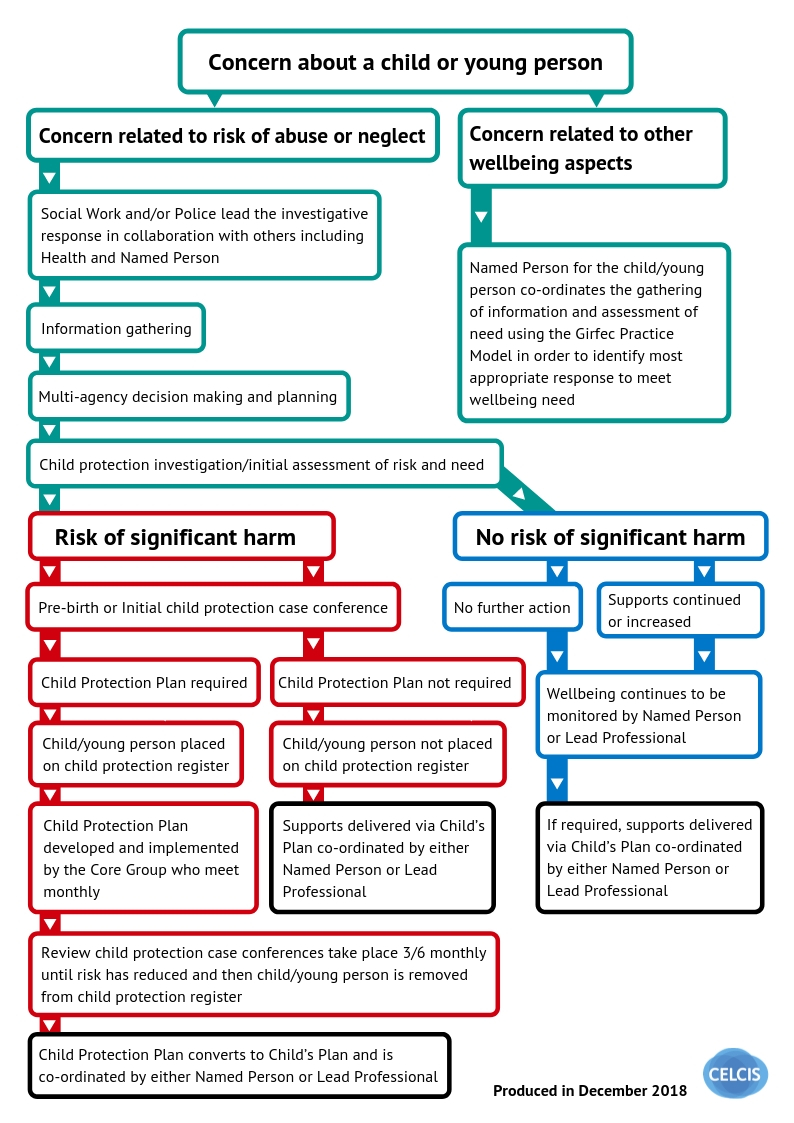 Concern about a child or young person
Concern related to risk of abuse or neglect
Concern related to other
wellbeing aspects
Social Work and/or Police lead the investigative
response in collaboration with others including
Health and Named Person
Named Person for the child/young
person co-ordinates the gathering
of information and assessment of
need using the Girfec Practice
Model in order to identify most
appropriate response to meet
wellbeing need
Information gathering
Multi-agency decision making and planning
Child protection investigation/initial assessment of risk and need
Risk of significant harm
No risk of significant harm
Pre-birth or Initial child protection case conference
No further action
Supports continued
or increased
Child Protection Plan required
Child Protection Plan not required
Wellbeing continues to be
monitored by Named Person
or Lead Professional
Child/young person placed
on child protection register
Child/young person not placed
on child protection register
Child Protection Plan
developed and implemented
by the Core Group who meet
monthly
Supports delivered via Child's
Plan co-ordinated by either
Named Person or Lead
Professional
If required, supports delivered
via Child's Plan co-ordinated
by either Named Person or
Lead Professional
Review child protection case conferences take place 3/6 monthly
until risk has reduced and then child/young person is removed
from child protection register
Child Protection Plan converts to Child's Plan and is
co-ordinated by either Named Person or Lead Professional
Produced in December 2018
CELCIS